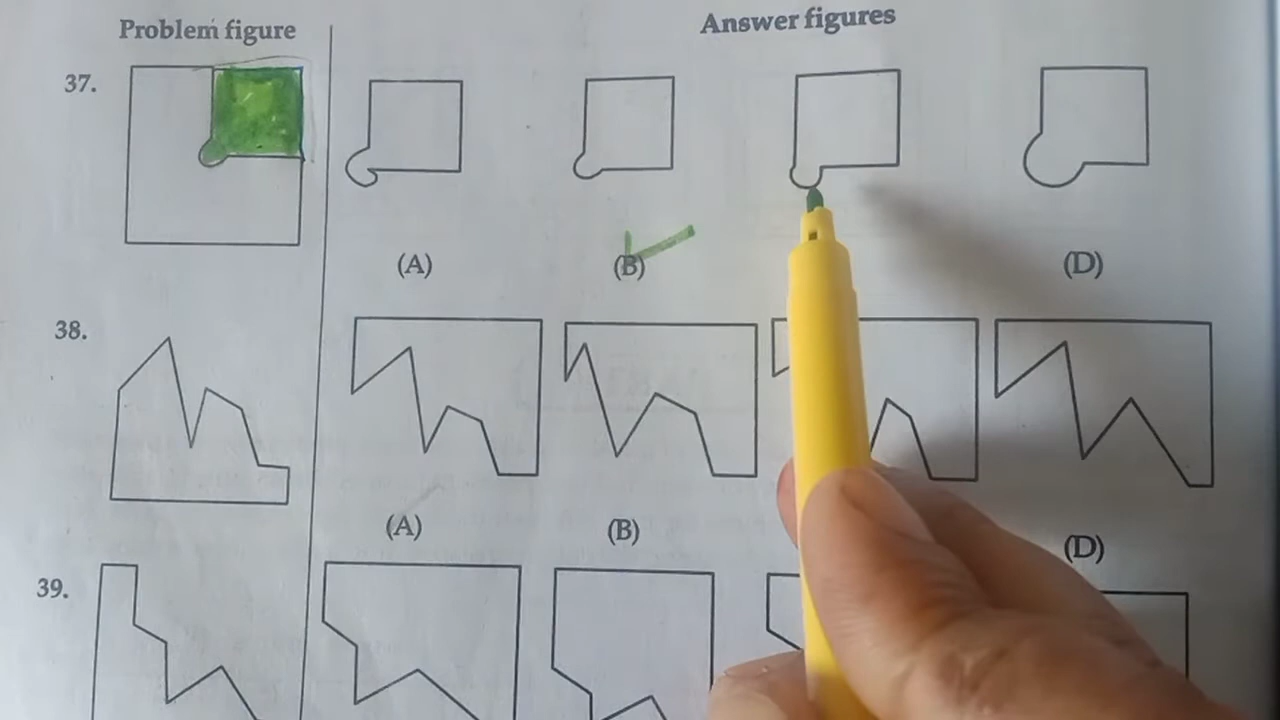 Problem figure
Answer figures
37.
(A)
(B)
(D)
38.
(A)
(B)
(D)
39.